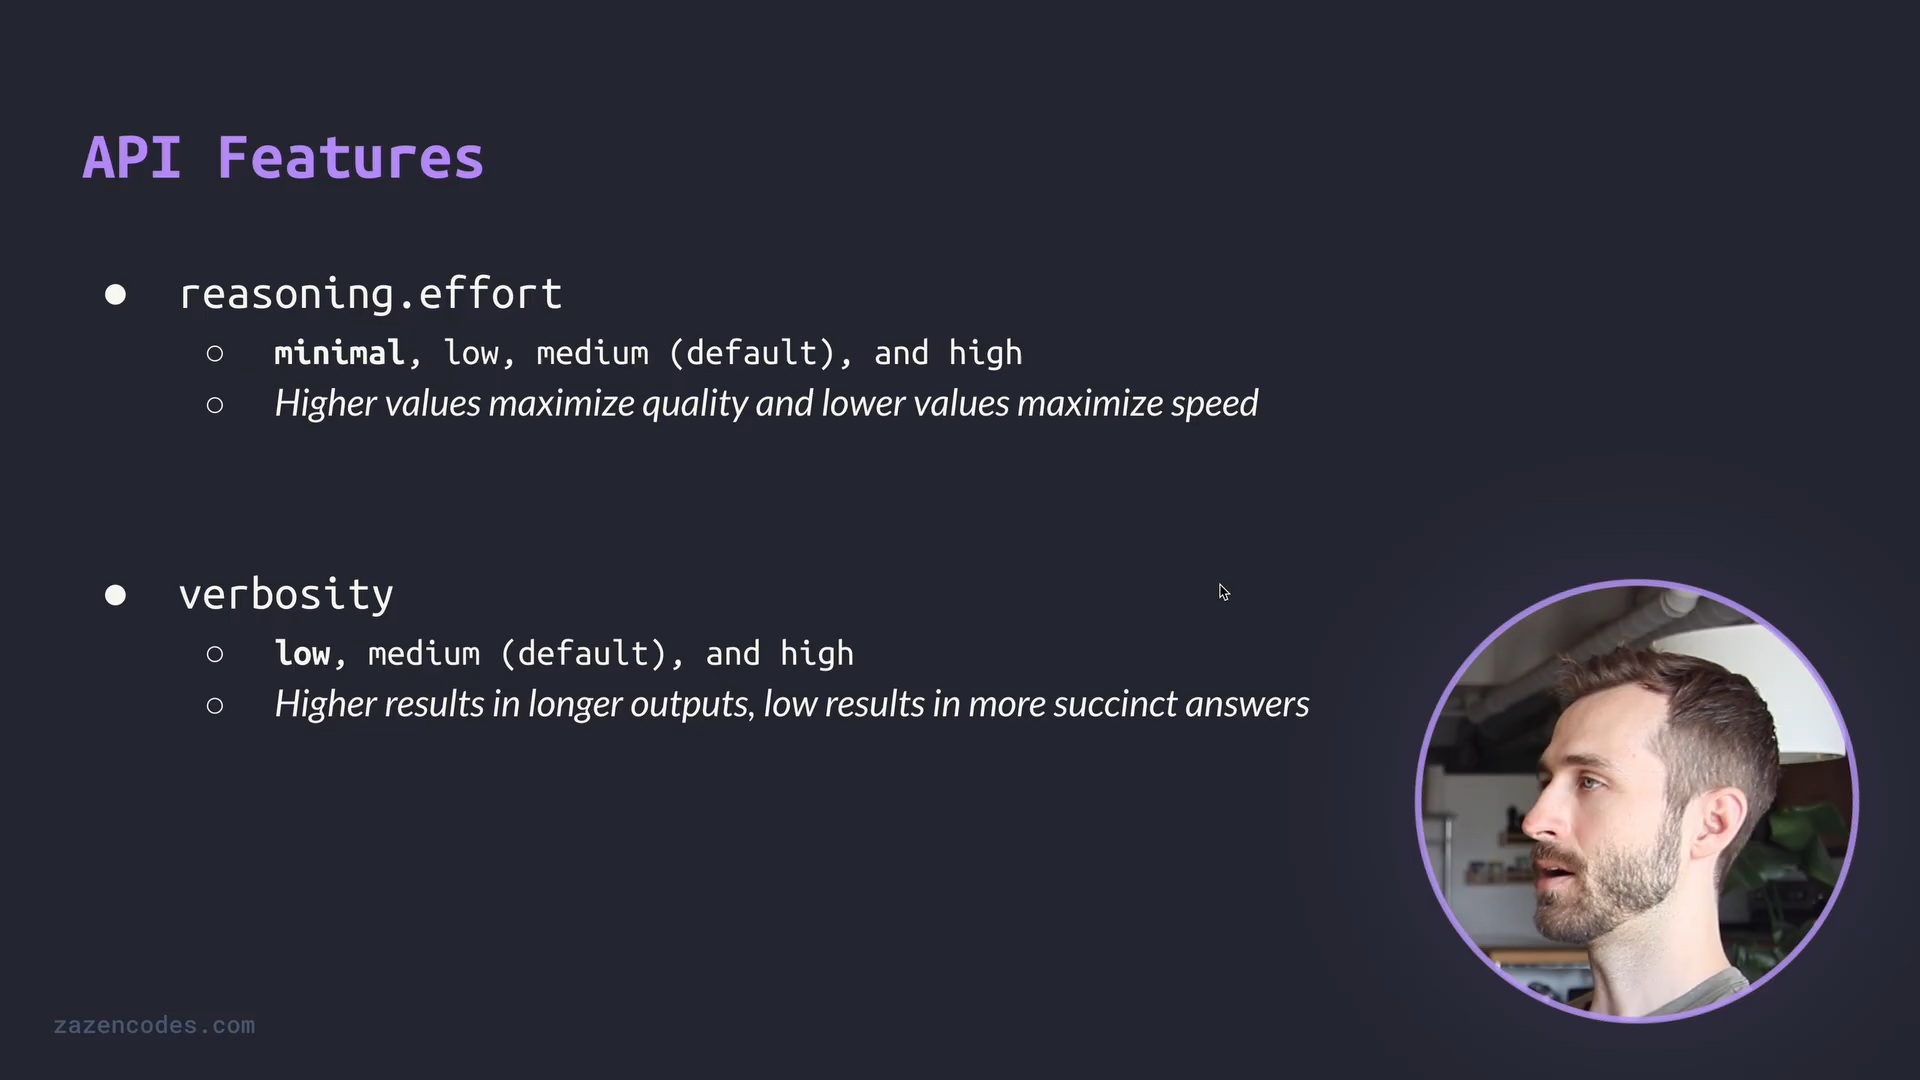 API Features
● reasoning.effort
○ minimal, low, medium (default), and high
○ Higher values maximize quality and lower values maximize speed
● verbosity
○ low, medium (default), and high
○ Higher results in longer outputs, low results in more succinct answers
zazencodes.com